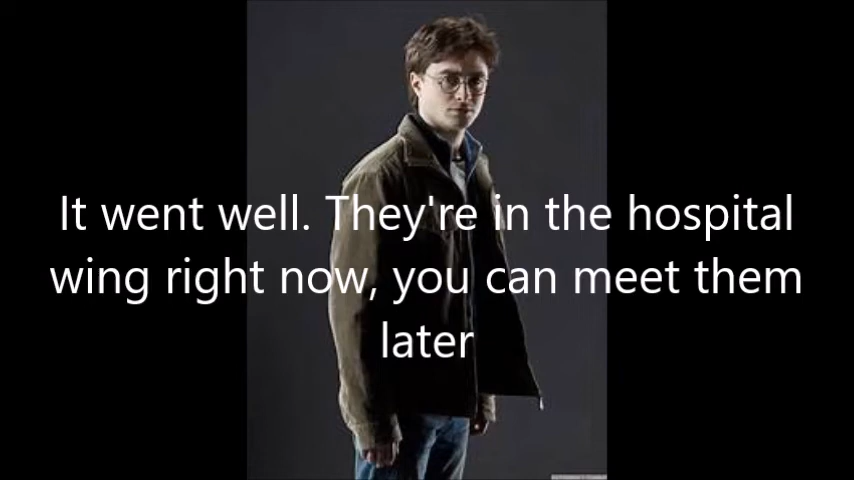 It went well. They're in the hospital
wing right now, you can meet them
later